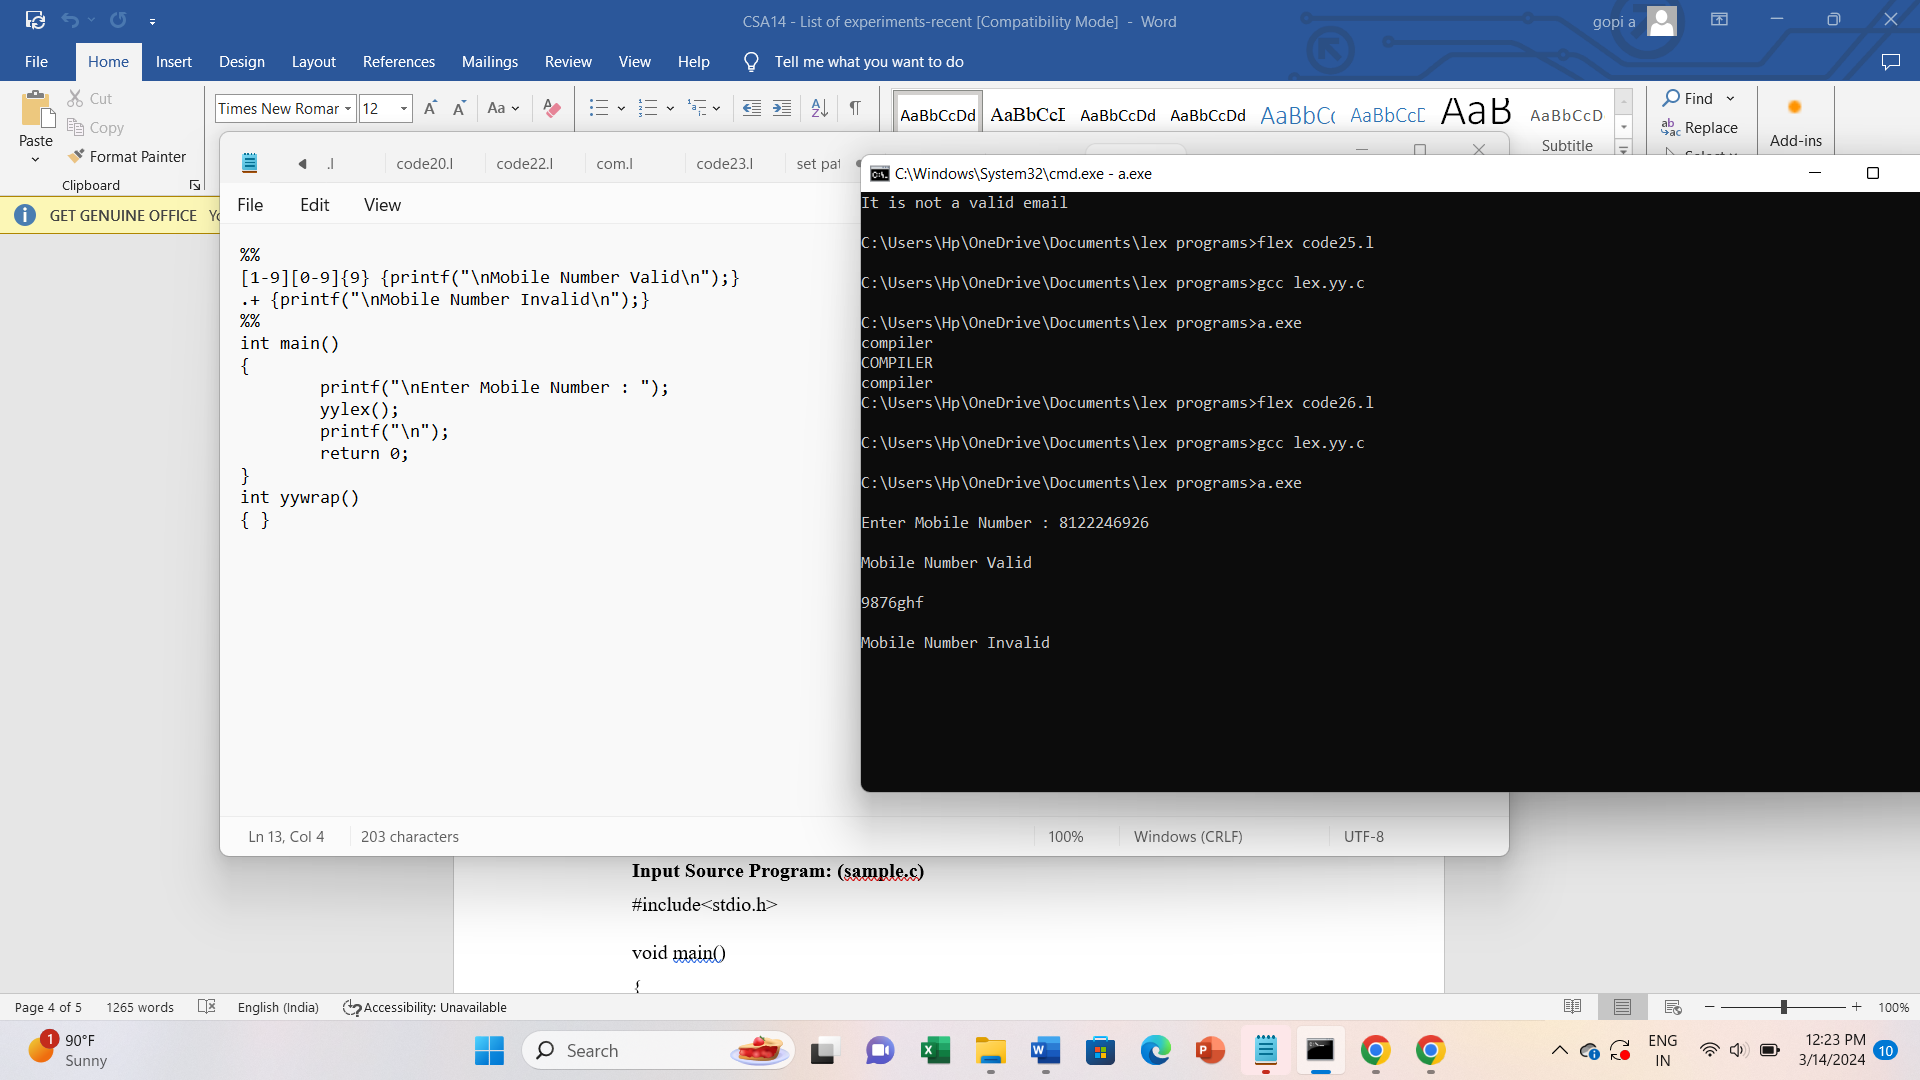 CSA14 - List of experiments-recent [Compatibility Mode] - Word
gopi a
File Home Insert Design Layout References Mailings Review View Help Tell me what you want to do
Paste
Cut
Copy
Format Painter
Clipboard
Times New Roman 12
Aa
AaBbCcDd AaBbCcI AaBbCcDd AaBbCcDd AaBbCc AaBbCcD AaB AaBbCcD
Subtitle
Find
Replace
Add-ins
GET GENUINE OFFICE
.l code20.l code22.l com.l code23.l set pat
File Edit View
%%
[1-9][0-9]{9} {printf("\nMobile Number Valid\n");}
.+ {printf("\nMobile Number Invalid\n");}
%%
int main()
{
printf("\nEnter Mobile Number : ");
yylex();
printf("\n");
return 0;
}
int yywrap()
{ }
Ln 13, Col 4 203 characters 100% Windows (CRLF) UTF-8
C:\Windows\System32\cmd.exe - a.exe
It is not a valid email
C:\Users\Hp\OneDrive\Documents\lex programs>flex code25.l
C:\Users\Hp\OneDrive\Documents\lex programs>gcc lex.yy.c
C:\Users\Hp\OneDrive\Documents\lex programs>a.exe
compiler
COMPILER
compiler
C:\Users\Hp\OneDrive\Documents\lex programs>flex code26.l
C:\Users\Hp\OneDrive\Documents\lex programs>gcc lex.yy.c
C:\Users\Hp\OneDrive\Documents\lex programs>a.exe
Enter Mobile Number : 8122246926
Mobile Number Valid
9876ghf
Mobile Number Invalid
Input Source Program: (sample.c)
#include<stdio.h>
void main()
{
Page 4 of 5 1265 words English (India) Accessibility: Unavailable 100%
1
90°F
Sunny
Search
ENG
IN
12:23 PM
3/14/2024
10